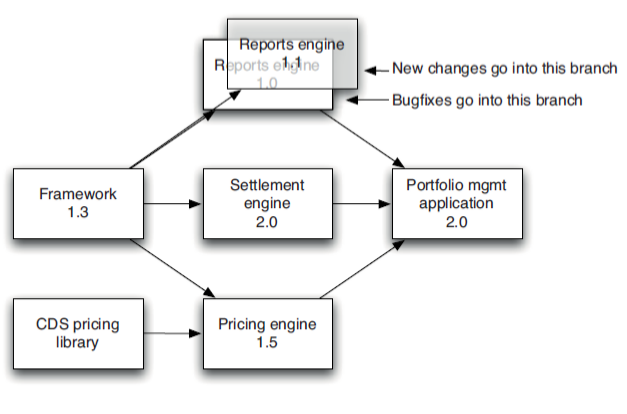 Reports engine
1.1
Reports engine
1.0
New changes go into this branch
Bugfixes go into this branch
Framework
1.3
Settlement
engine
2.0
Portfolio mgmt
application
2.0
CDS pricing
library
Pricing engine
1.5